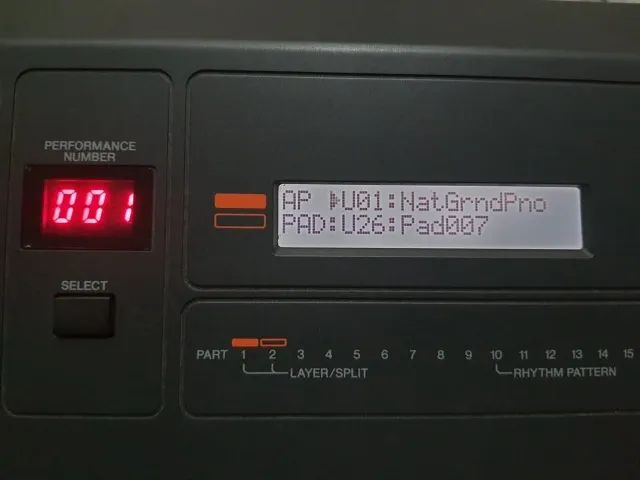 PERFORMANCE
NUMBER
001
SELECT
AP ▶U01:NatGrndPno
PAD:U26:Pad007
PART 1 2 3 4 5 6 7 8 9 10 11 12 13 14 15
LAYER/SPLIT RHYTHM PATTERN